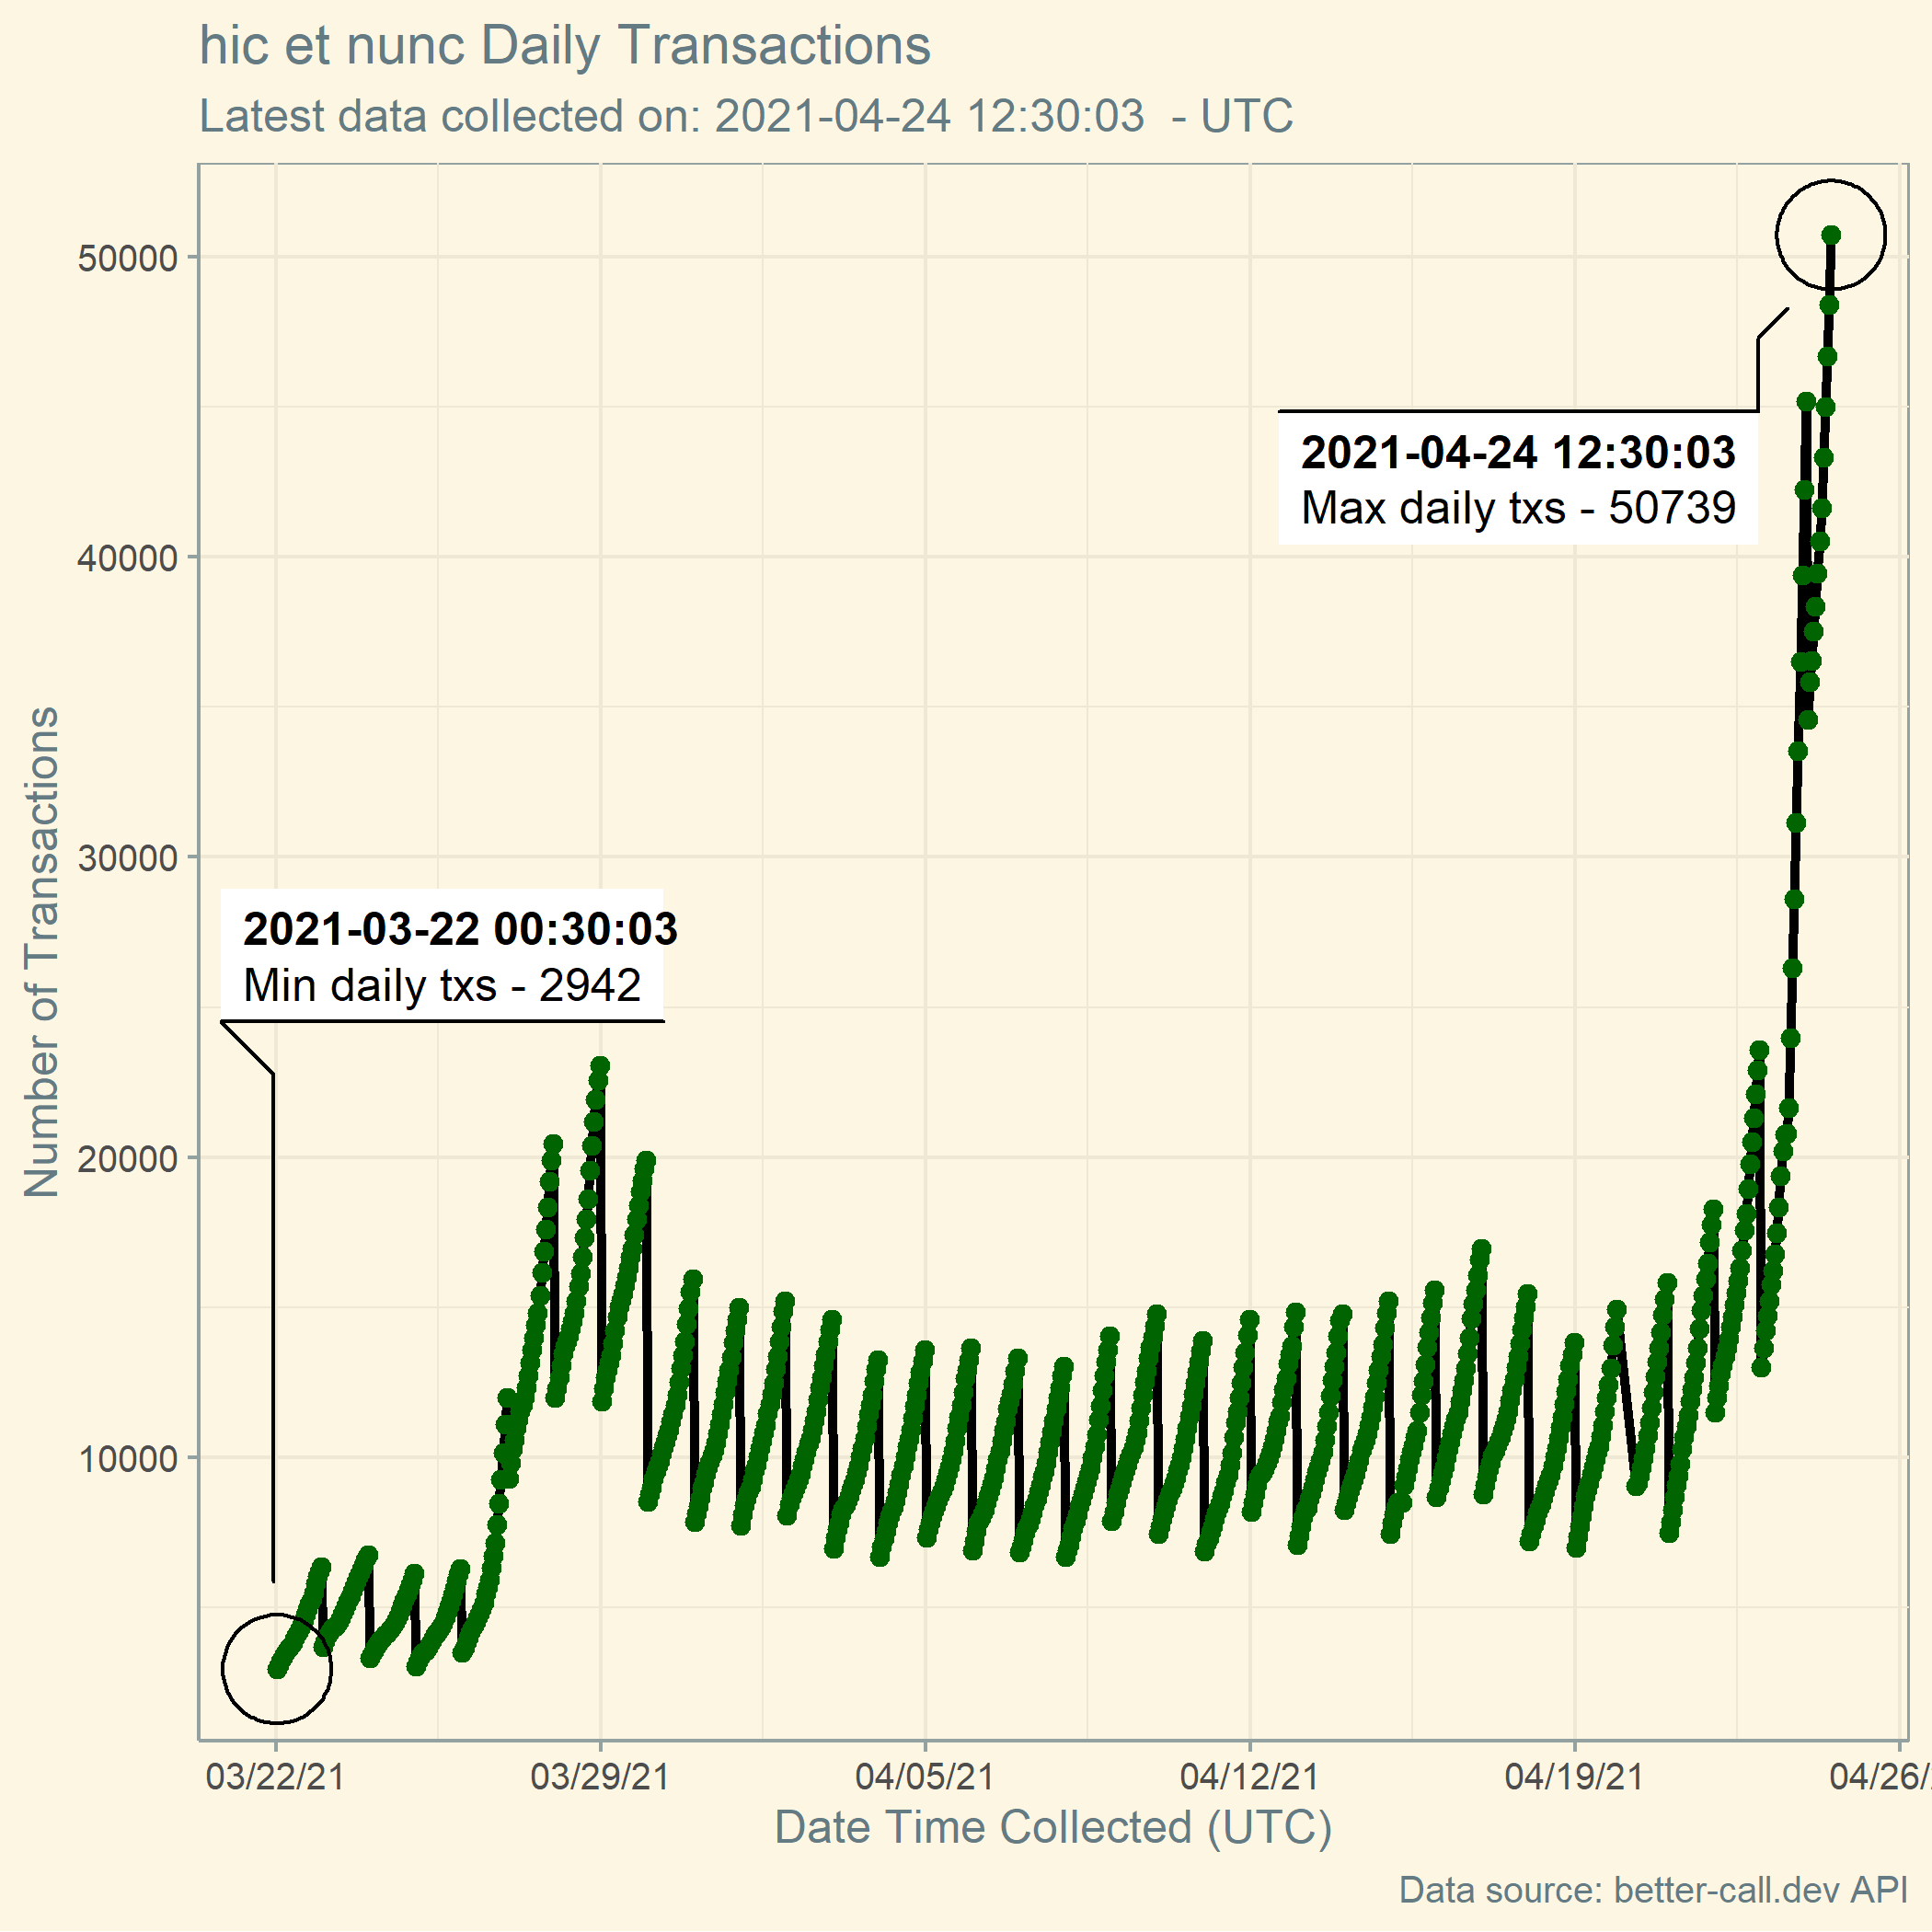 hic et nunc Daily Transactions
Latest data collected on: 2021-04-24 12:30:03  - UTC
50000
40000
30000
20000
10000
Number of Transactions
2021-04-24 12:30:03
Max daily txs - 50739
2021-03-22 00:30:03
Min daily txs - 2942
03/22/21
03/29/21
04/05/21
04/12/21
04/19/21
04/26/
Date Time Collected (UTC)
Data source: better-call.dev API